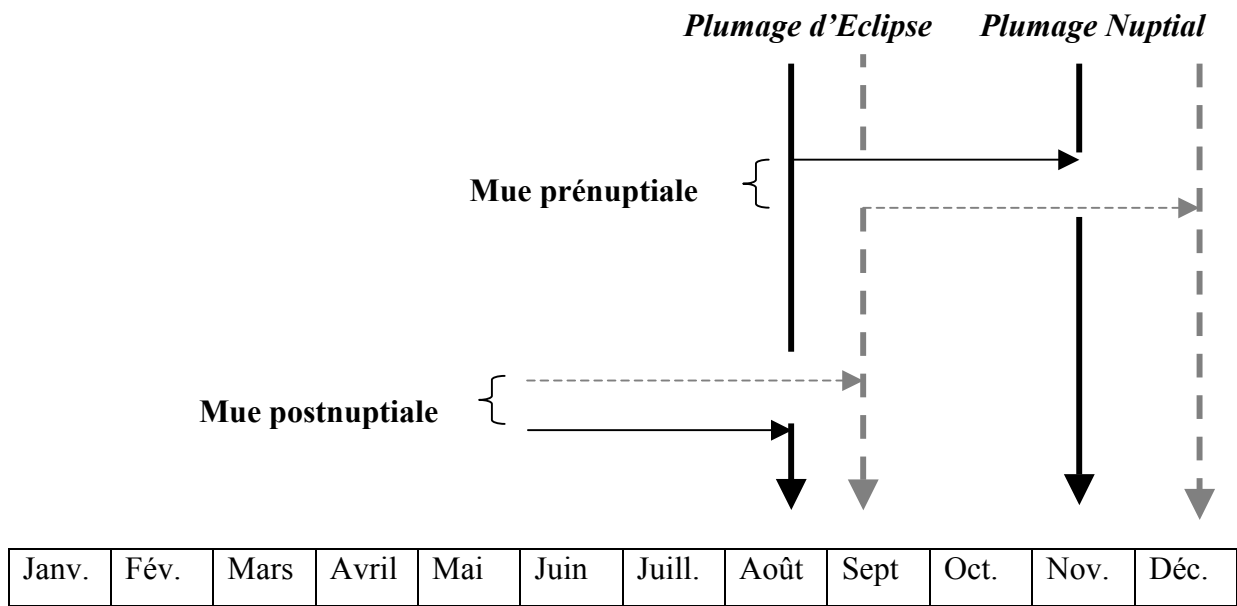 Plumage d’Eclipse Plumage Nuptial
Mue prénuptiale
Mue postnuptiale
Janv. Fév. Mars Avril Mai Juin Juill. Août Sept Oct. Nov. Déc.